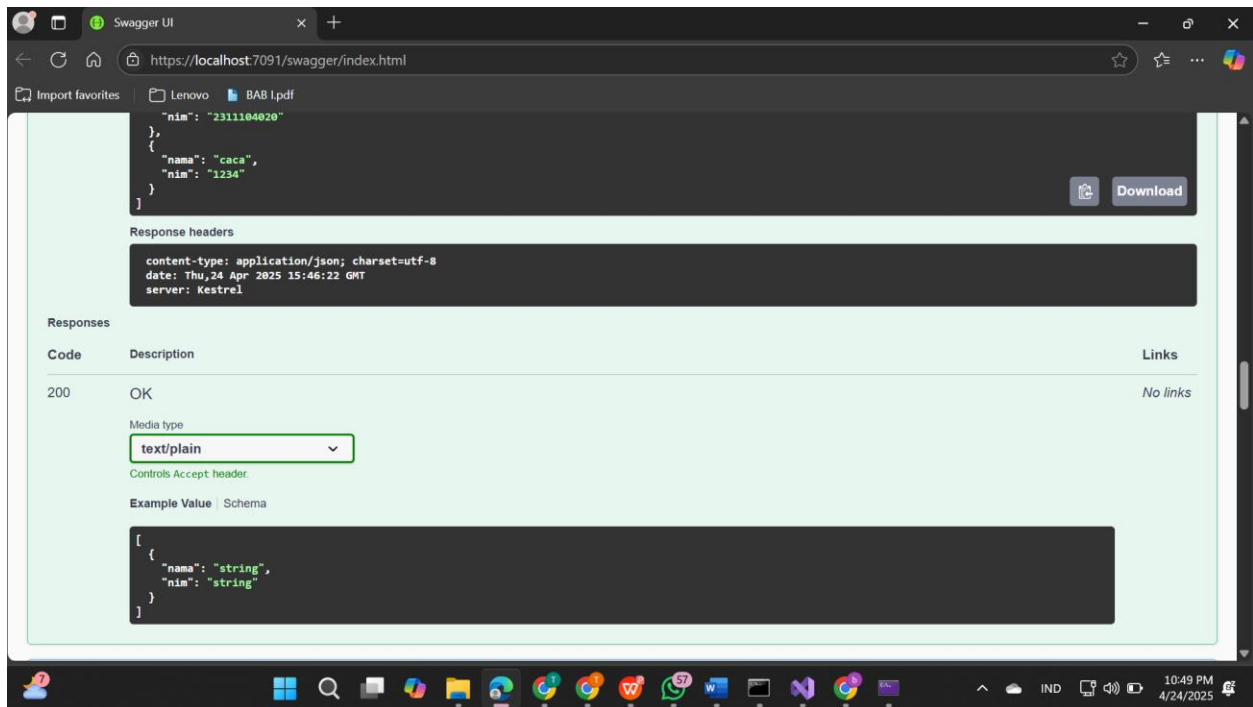 Swagger UI
https://localhost:7091/swagger/index.html
Import favorites
Lenovo
BAB I.pdf
"nim": "2311104020"
},
{
"nama": "caca",
"nim": "1234"
}
]
Download
Response headers
content-type: application/json; charset=utf-8
date: Thu,24 Apr 2025 15:46:22 GMT
server: Kestrel
Responses
Code Description Links
200 OK No links
Media type
text/plain
Controls Accept header.
Example Value Schema
[
{
"nama": "string",
"nim": "string"
}
]
7
57
IND
10:49 PM
4/24/2025